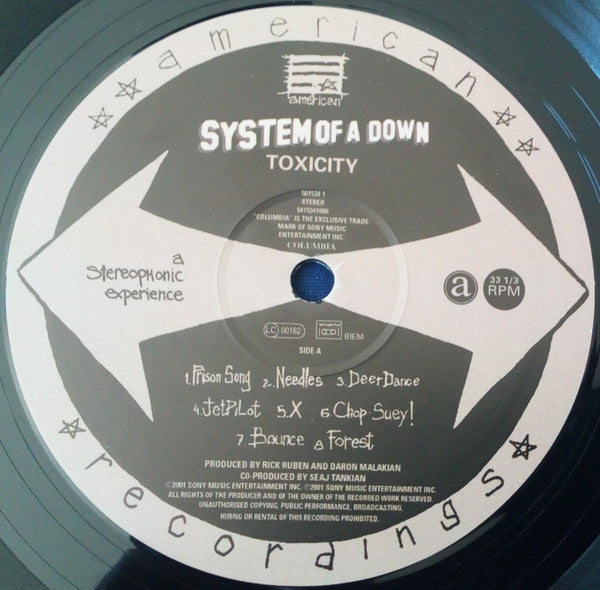 american
american
SYSTEM OF A DOWN
TOXICITY
501534 1
STEREO
5015341000
"COLUMBIA" IS THE EXCLUSIVE TRADE-
MARK OF SONY MUSIC
ENTERTAINMENT INC.
COLUMBIA
a
stereophonic
experience
a
33 1/3
RPM
LC 00162
BIEM
SIDE A
1.Prison Song 2.Needles 3.DeerDance
4.JetPiLot 5.X 6.Chop Suey!
7 Bounce 8 Forest
PRODUCED BY RICK RUBEN AND DARON MALAKIAN
CO-PRODUCED BY SEAJ TANKIAN
©2001 SONY MUSIC ENTERTAINMENT INC. ©2001 SONY MUSIC ENTERTAINMENT INC.
ALL RIGHTS OF THE PRODUCER AND OF THE OWNER OF THE RECORDED WORK RESERVED.
UNAUTHORISED COPYING, PUBLIC PERFORMANCE, BROADCASTING,
HIRING OR RENTAL OF THIS RECORDING PROHIBITED.
recordings